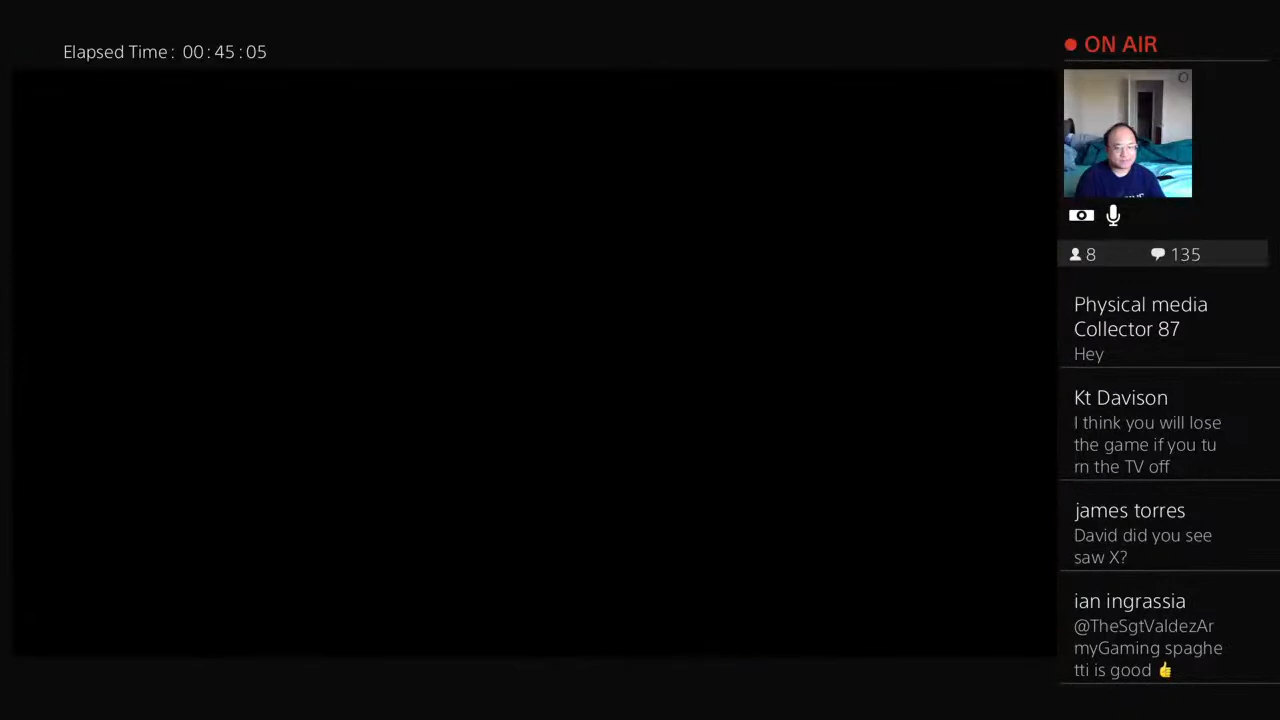 Elapsed Time: 00:45:05
ON AIR
8 135
Physical media
Collector 87
Hey
Kt Davison
I think you will lose
the game if you tu
rn the TV off
james torres
David did you see
saw X?
ian ingrassia
@TheSgtValdezAr
myGaming spaghe
tti is good 👍